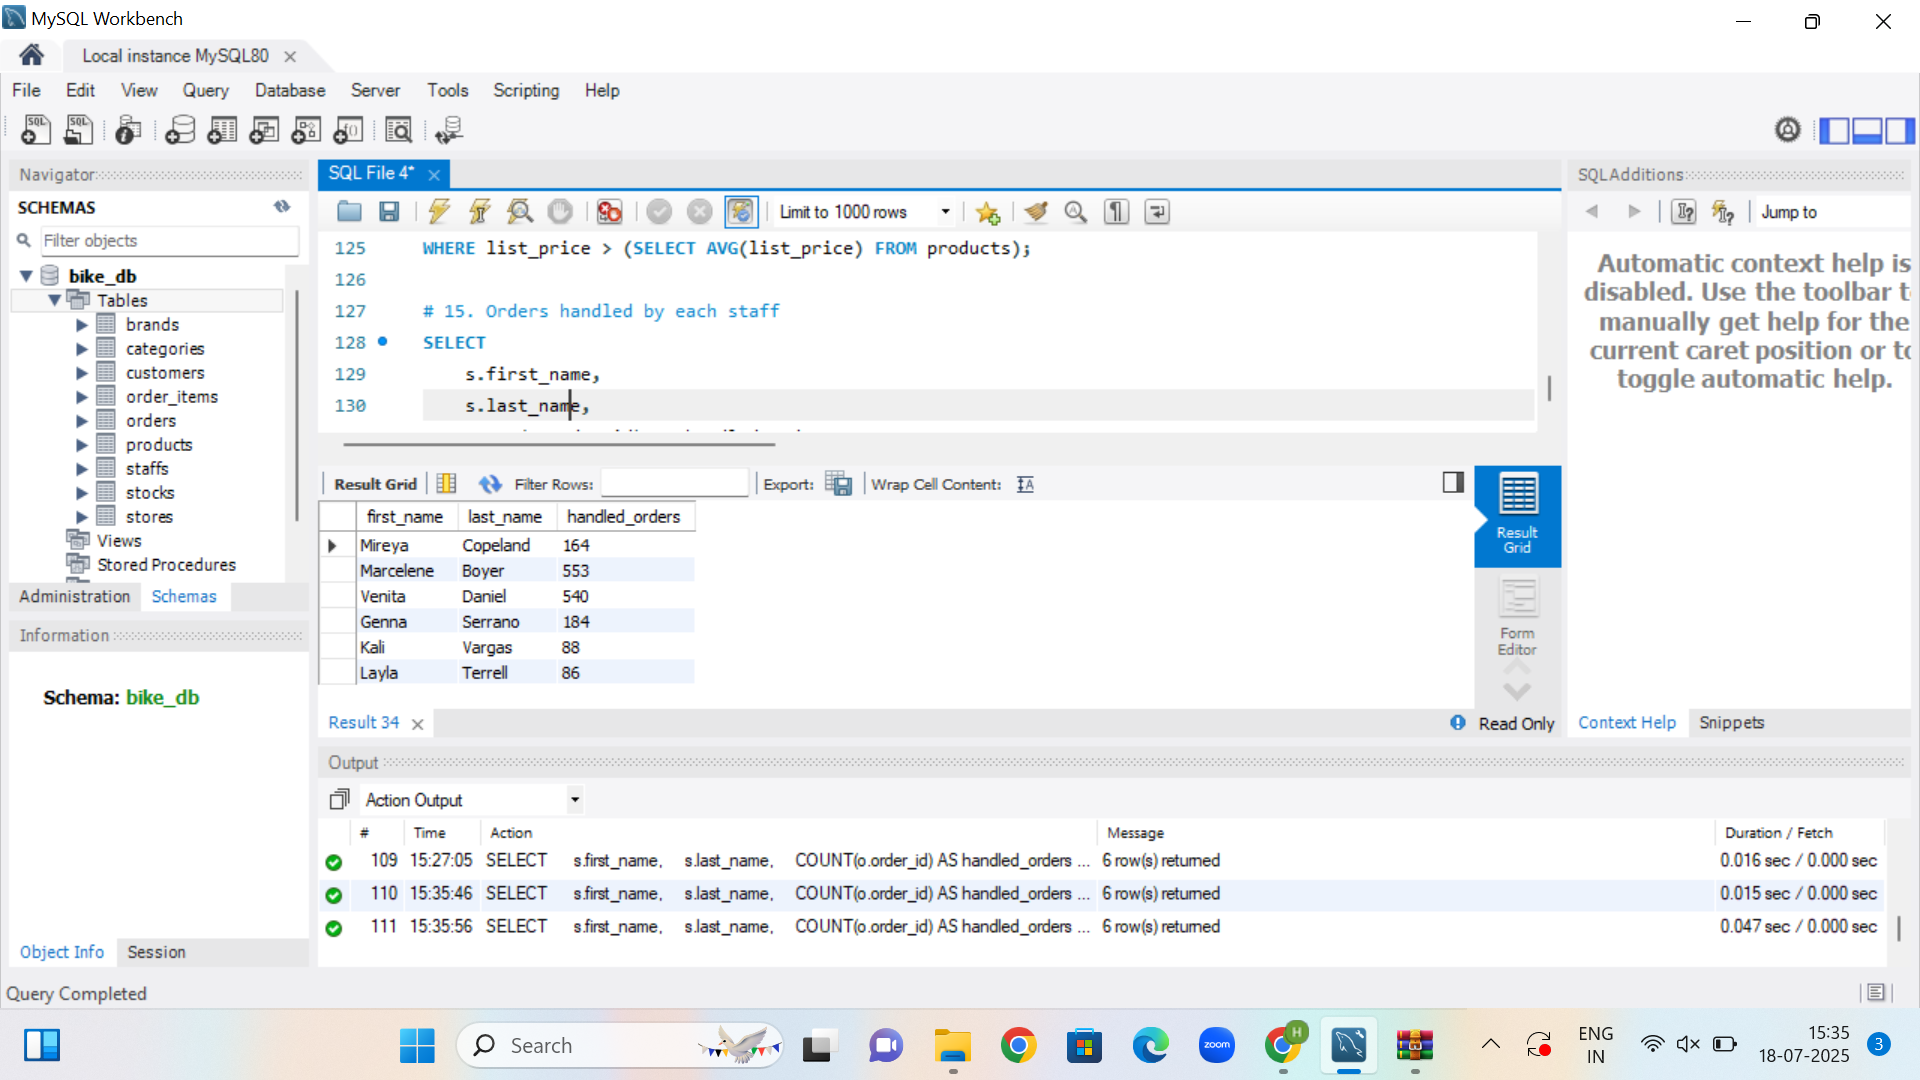 MySQL Workbench
Local instance MySQL80
File Edit View Query Database Server Tools Scripting Help
Navigator
SCHEMAS
Filter objects
bike_db
Tables
brands
categories
customers
order_items
orders
products
staffs
stocks
stores
Views
Stored Procedures
Administration Schemas
Information
Schema: bike_db
Object Info Session
SQL File 4*
Limit to 1000 rows
125 WHERE list_price > (SELECT AVG(list_price) FROM products);
126
127 # 15. Orders handled by each staff
128 SELECT
129 s.first_name,
130 s.last_name,
Result Grid Filter Rows: Export: Wrap Cell Content:
first_name last_name handled_orders
Mireya Copeland 164
Marcelene Boyer 553
Venita Daniel 540
Genna Serrano 184
Kali Vargas 88
Layla Terrell 86
Result Grid
Form Editor
Result 34
Read Only
SQLAdditions
Jump to
Automatic context help is
disabled. Use the toolbar t
manually get help for the
current caret position or to
toggle automatic help.
Context Help Snippets
Output
Action Output
# Time Action Message Duration / Fetch
109 15:27:05 SELECT s.first_name, s.last_name, COUNT(o.order_id) AS handled_orders ... 6 row(s) returned 0.016 sec / 0.000 sec
110 15:35:46 SELECT s.first_name, s.last_name, COUNT(o.order_id) AS handled_orders ... 6 row(s) returned 0.015 sec / 0.000 sec
111 15:35:56 SELECT s.first_name, s.last_name, COUNT(o.order_id) AS handled_orders ... 6 row(s) returned 0.047 sec / 0.000 sec
Query Completed
Search
zoom
H
ENG
IN
15:35
18-07-2025
3